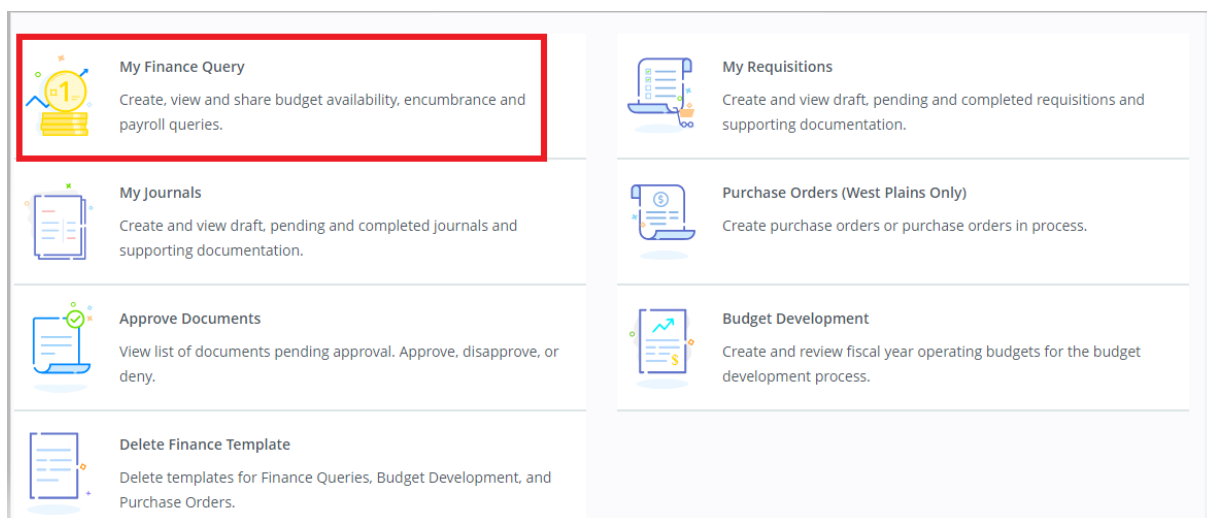 My Finance Query
Create, view and share budget availability, encumbrance and
payroll queries.
My Requisitions
Create and view draft, pending and completed requisitions and
supporting documentation.
My Journals
Create and view draft, pending and completed journals and
supporting documentation.
Purchase Orders (West Plains Only)
Create purchase orders or purchase orders in process.
Approve Documents
View list of documents pending approval. Approve, disapprove, or
deny.
Budget Development
Create and review fiscal year operating budgets for the budget
development process.
Delete Finance Template
Delete templates for Finance Queries, Budget Development, and
Purchase Orders.